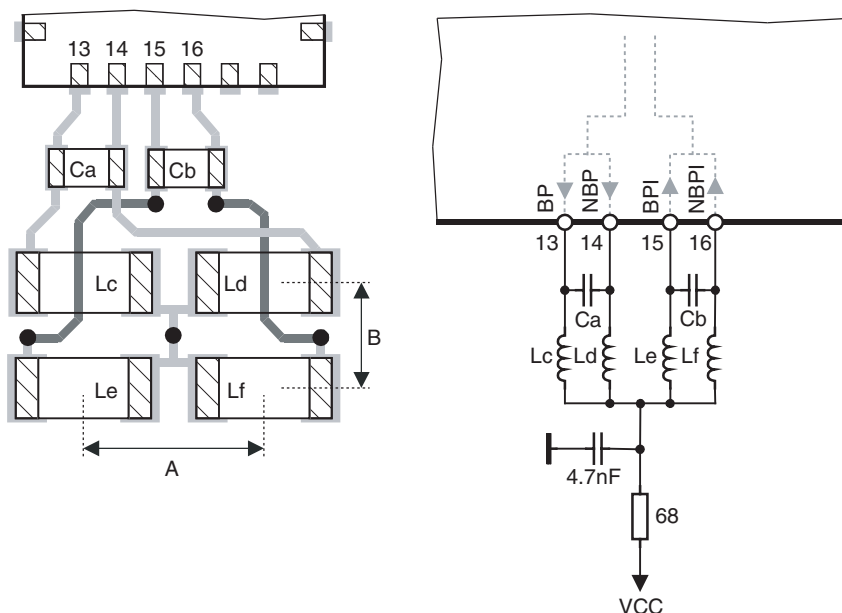 13 14 15 16
Ca Cb
Lc Ld
B
Le Lf
A
BP NBP BPI NBPI
13 14 15 16
Ca Cb
Lc Ld Le Lf
4.7nF
68
VCC